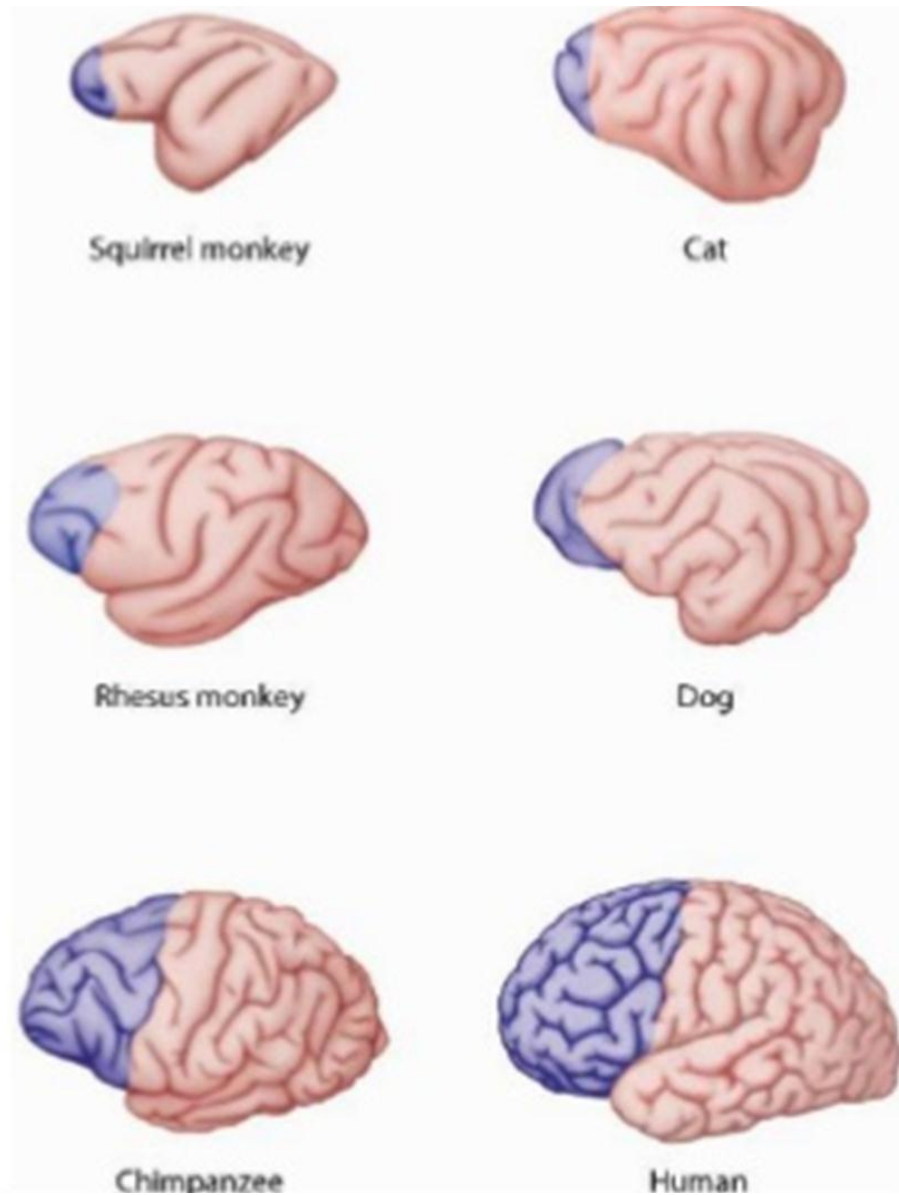 Squirrel monkey
Cat
Rhesus monkey
Dog
Chimpanzee
Human